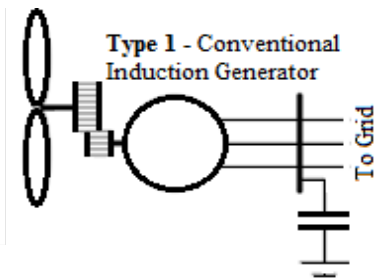 Type 1 - Conventional
Induction Generator
To Grid